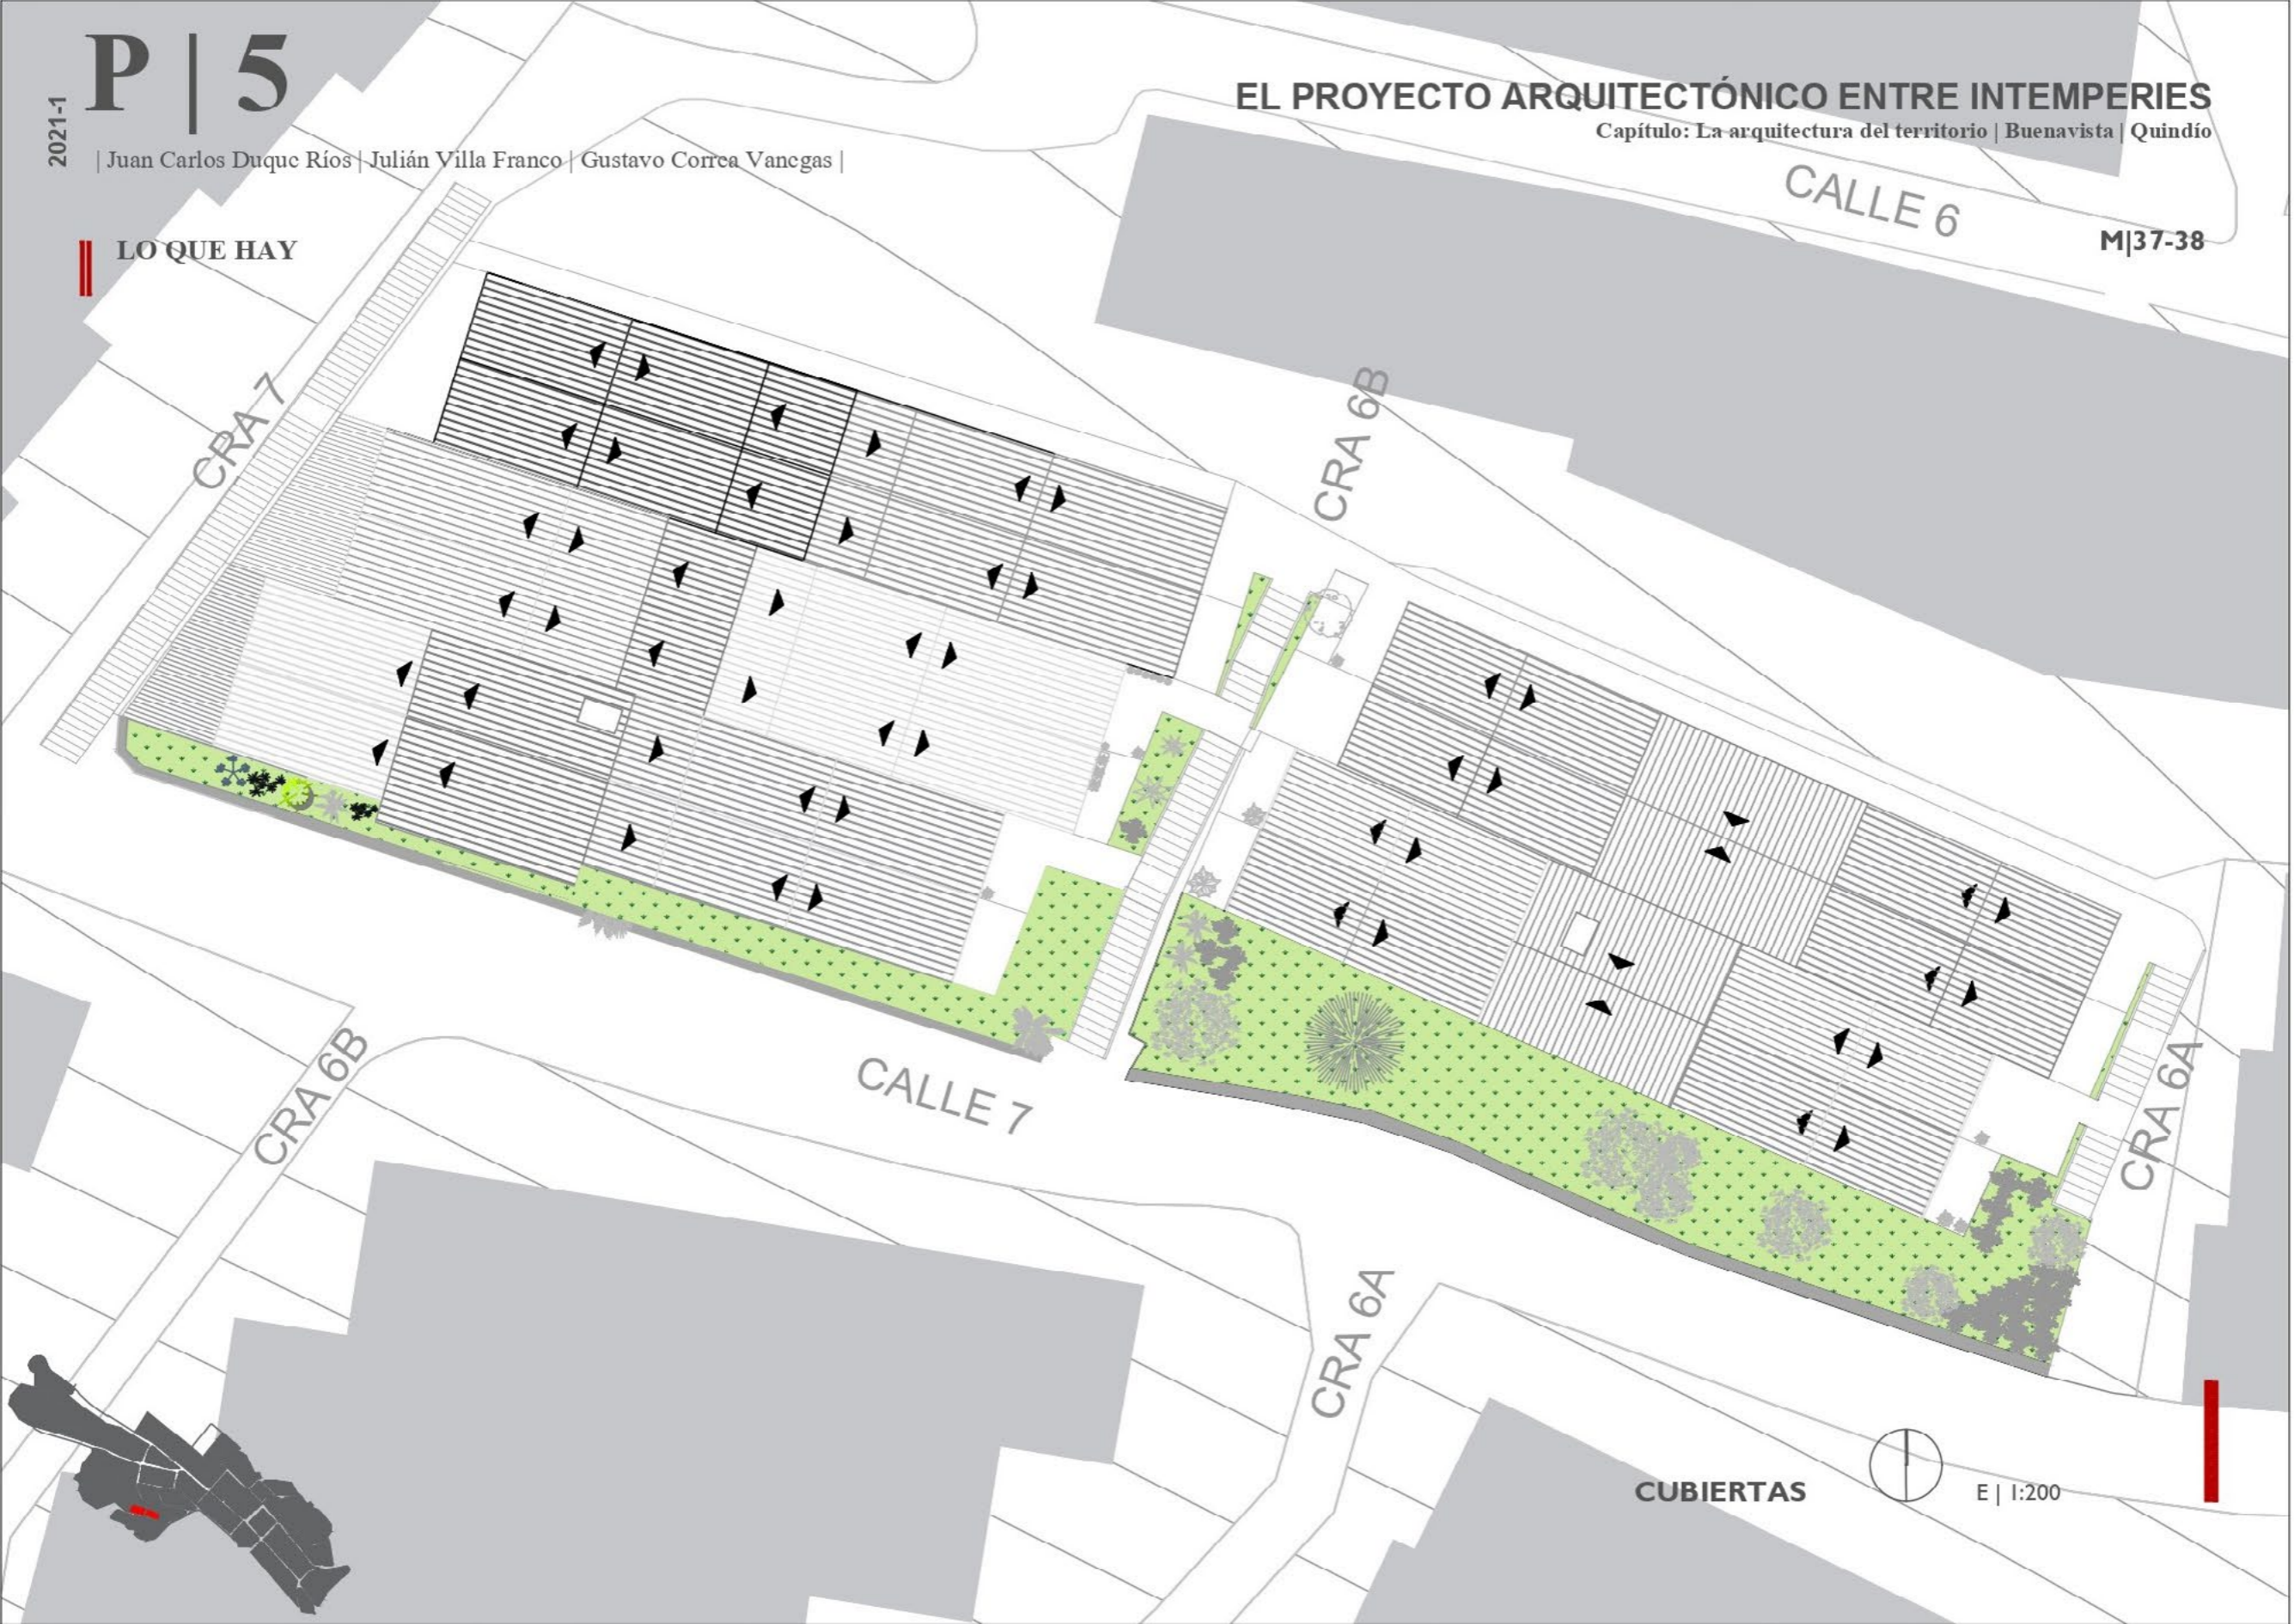 P | 5
2021-1
| Juan Carlos Duque Ríos | Julián Villa Franco | Gustavo Correa Vanegas |
EL PROYECTO ARQUITECTÓNICO ENTRE INTEMPERIES
Capítulo: La arquitectura del territorio | Buenavista | Quindío
CALLE 6
M|37-38
LO QUE HAY
CRA 7
CRA 6B
CRA 6B
CALLE 7
CRA 6A
CRA 6A
CUBIERTAS
E | 1:200